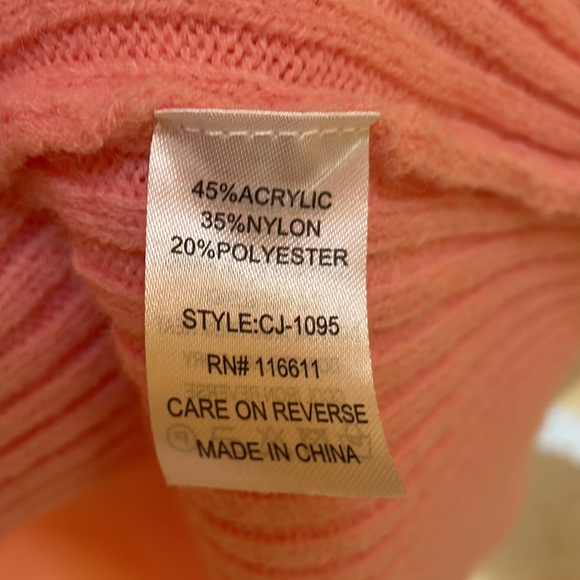 45%ACRYLIC
35%NYLON
20%POLYESTER
STYLE:CJ-1095
RN# 116611
CARE ON REVERSE
MADE IN CHINA